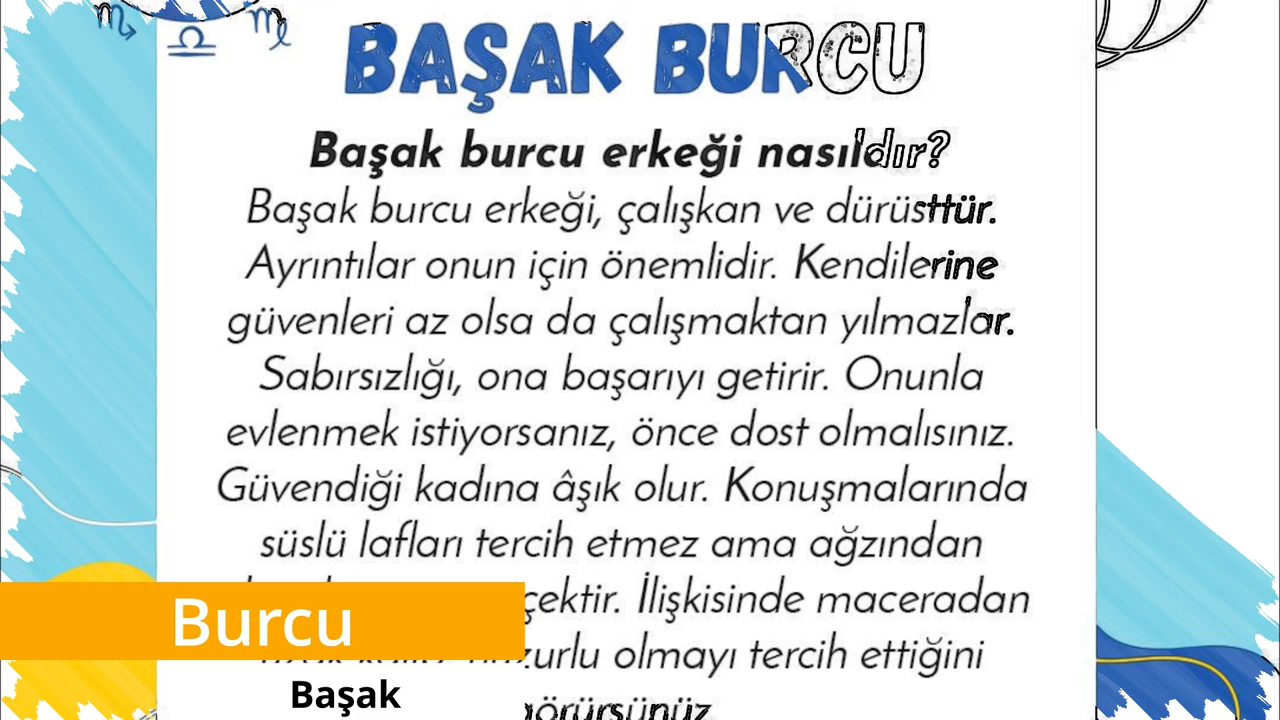 BAŞAK BURCU
Başak burcu erkeği nasıldır?
Başak burcu erkeği, çalışkan ve dürüsttür.
Ayrıntılar onun için önemlidir. Kendilerine
güvenleri az olsa da çalışmaktan yılmazlar.
Sabırsızlığı, ona başarıyı getirir. Onunla
evlenmek istiyorsanız, önce dost olmalısınız.
Güvendiği kadına âşık olur. Konuşmalarında
süslü lafları tercih etmez ama ağzından
İlişkisinde maceradan
olmayı tercih ettiğini
görürsünüz.
Burcu
Başak